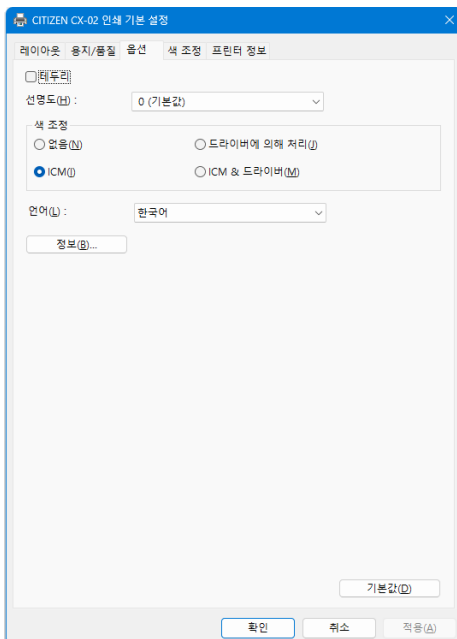 CITIZEN CX-02 인쇄 기본 설정
레이아웃 용지/품질 옵션 색 조정 프린터 정보
테두리
선명도(H) : 0 (기본값)
색 조정
없음(N) 드라이버에 의해 처리(J)
ICM(I) ICM & 드라이버(M)
언어(L) : 한국어
정보(B)...
기본값(D)
확인 취소 적용(A)